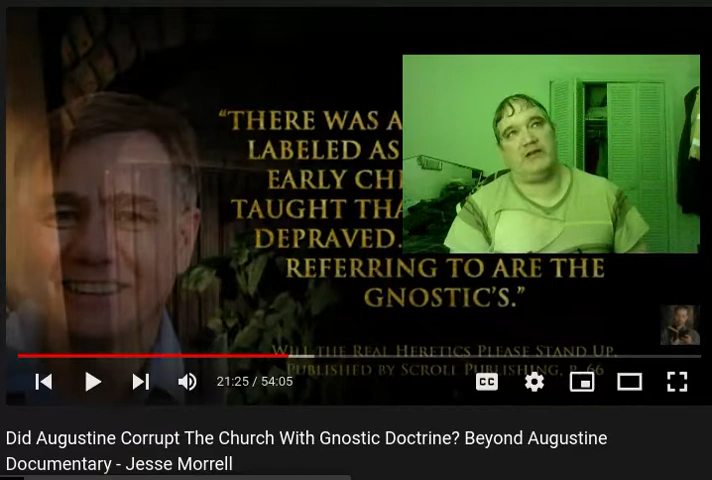 “THERE WAS A
LABELED AS
EARLY CH
TAUGHT THA
DEPRAVED.
REFERRING TO ARE THE
GNOSTIC'S.”
WILL THE REAL HERETICS PLEASE STAND UP,
PUBLISHED BY SCROLL PUBLISHING, P. 66
21:25 / 54:05
CC
Did Augustine Corrupt The Church With Gnostic Doctrine? Beyond Augustine
Documentary - Jesse Morrell